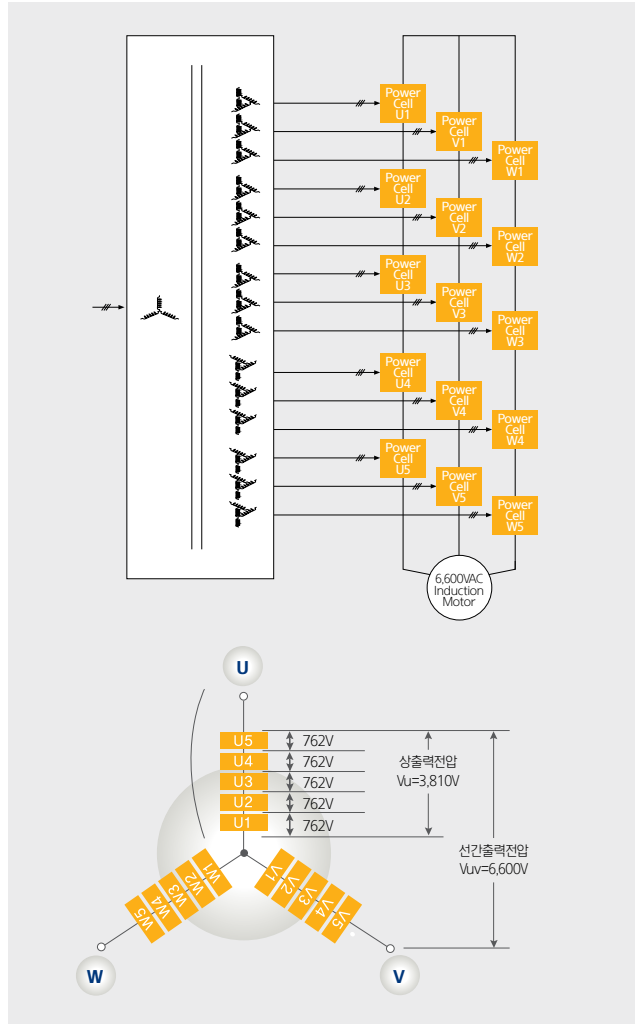 Power
Cell
U1
Power
Cell
V1
Power
Cell
W1
Power
Cell
U2
Power
Cell
V2
Power
Cell
W2
Power
Cell
U3
Power
Cell
V3
Power
Cell
W3
Power
Cell
U4
Power
Cell
V4
Power
Cell
W4
Power
Cell
U5
Power
Cell
V5
Power
Cell
W5
6,600VAC
Induction
Motor
U
U5
762V
U4
762V
U3
762V
U2
762V
U1
762V
상출력전압
Vu=3,810V
선간출력전압
Vuv=6,600V
W1
W2
W3
W4
W5
V1
V2
V3
V4
V5
W
V